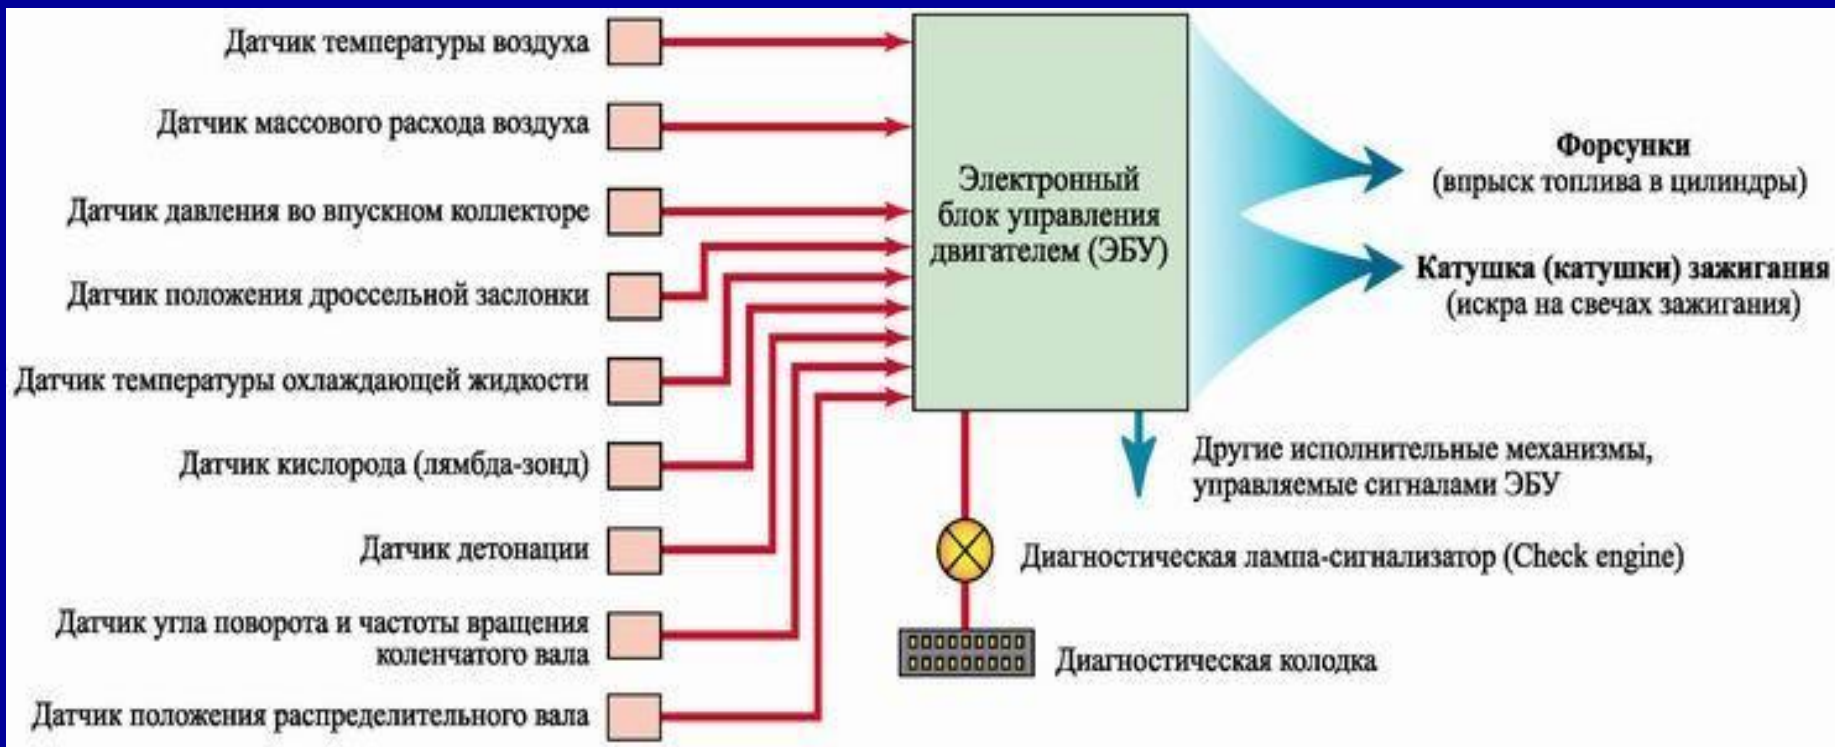 Датчик температуры воздуха
Датчик массового расхода воздуха
Датчик давления во впускном коллекторе
Датчик положения дроссельной заслонки
Датчик температуры охлаждающей жидкости
Датчик кислорода (лямбда-зонд)
Датчик детонации
Датчик угла поворота и частоты вращения
коленчатого вала
Датчик положения распределительного вала
Электронный
блок управления
двигателем (ЭБУ)
Форсунки
(впрыск топлива в цилиндры)
Катушка (катушки) зажигания
(искра на свечах зажигания)
Другие исполнительные механизмы,
управляемые сигналами ЭБУ
Диагностическая лампа-сигнализатор (Check engine)
Диагностическая колодка